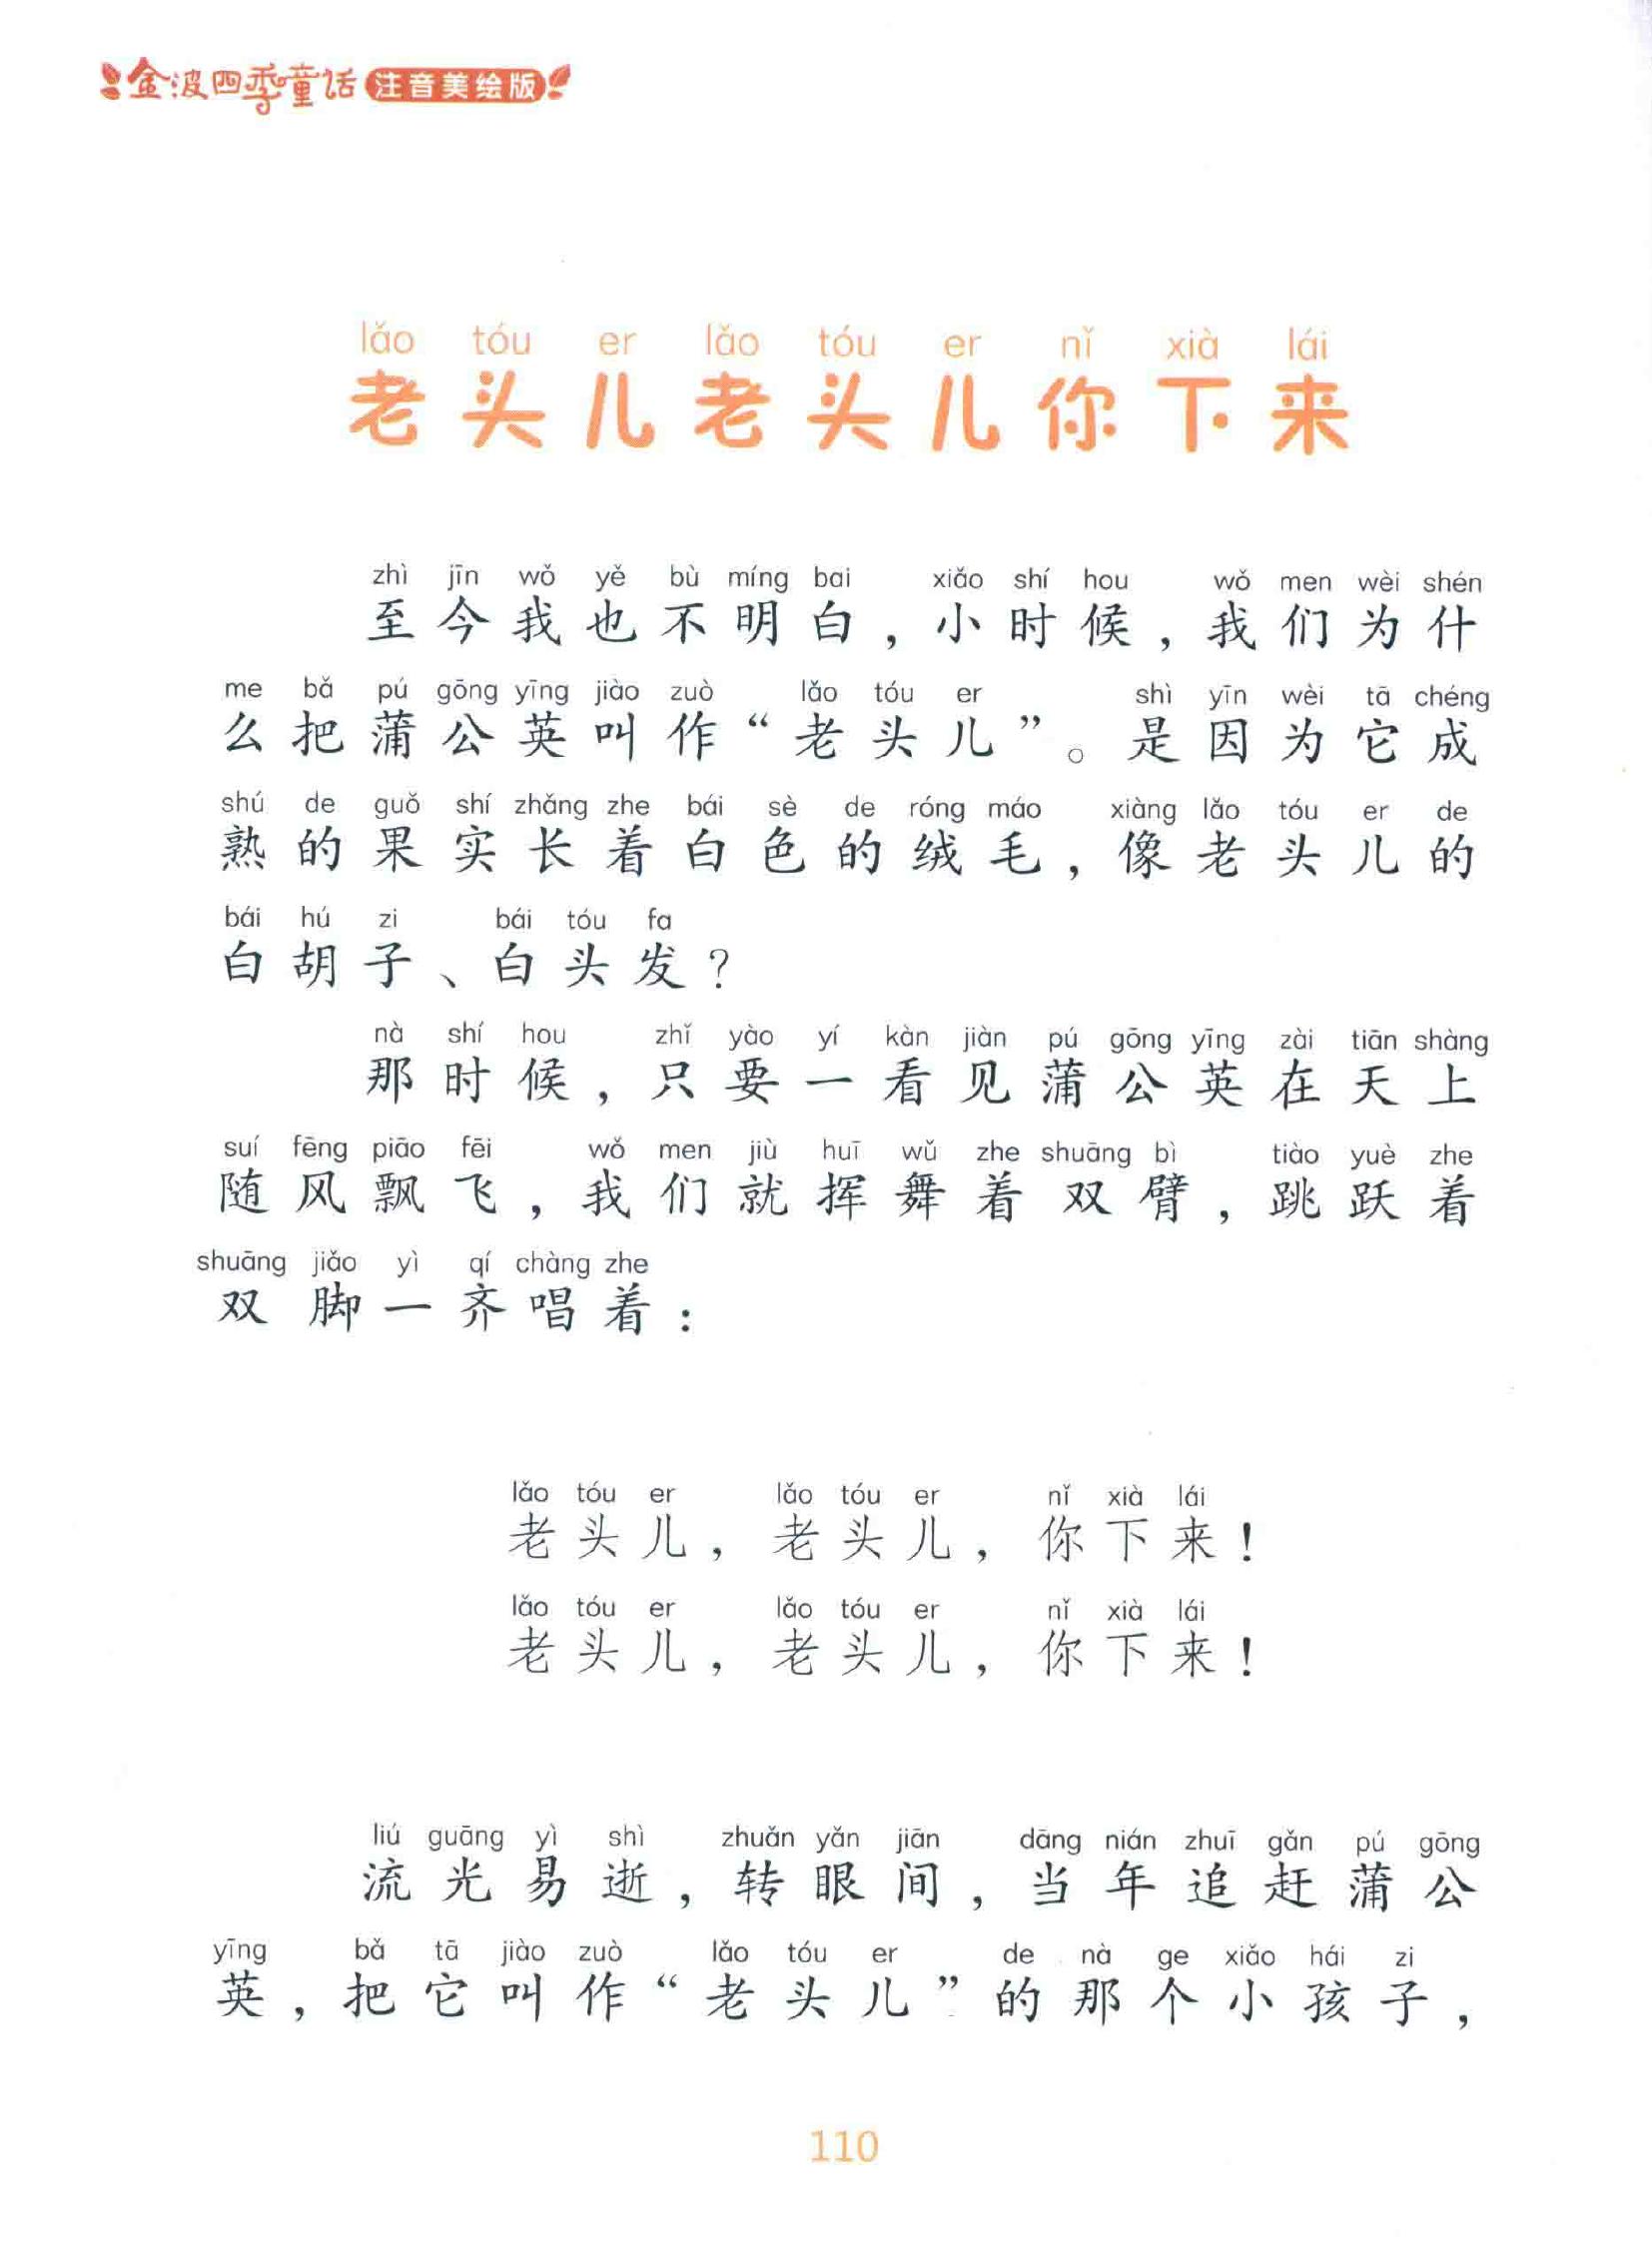 金波四季童话 注音美绘版
lǎo tóu er lǎo tóu er nǐ xià lái
老头儿老头儿你下来
zhì jīn wǒ yě bù míng bai xiǎo shí hou wǒ men wèi shén
至今我也不明白，小时候，我们为什
me bǎ pú gōng yīng jiào zuò lǎo tóu er shì yīn wèi tā chéng
么把蒲公英叫作“老头儿”。是因为它成
shú de guǒ shí zhǎng zhe bái sè de róng máo xiàng lǎo tóu er de
熟的果实长着白色的绒毛，像老头儿的
bái hú zi bái tóu fa
白胡子、白头发？
nà shí hou zhǐ yào yí kàn jiàn pú gōng yīng zài tiān shàng
那时候，只要一看见蒲公英在天上
suí fēng piāo fēi wǒ men jiù huī wǔ zhe shuāng bì tiào yuè zhe
随风飘飞，我们就挥舞着双臂，跳跃着
shuāng jiǎo yì qí chàng zhe
双脚一齐唱着：
lǎo tóu er lǎo tóu er nǐ xià lái
老头儿，老头儿，你下来！
lǎo tóu er lǎo tóu er nǐ xià lái
老头儿，老头儿，你下来！
liú guāng yì shì zhuǎn yǎn jiān dāng nián zhuī gǎn pú gōng
流光易逝，转眼间，当年追赶蒲公
yīng bǎ tā jiào zuò lǎo tóu er de nà ge xiǎo hái zi
英，把它叫作“老头儿”的那个小孩子，
110